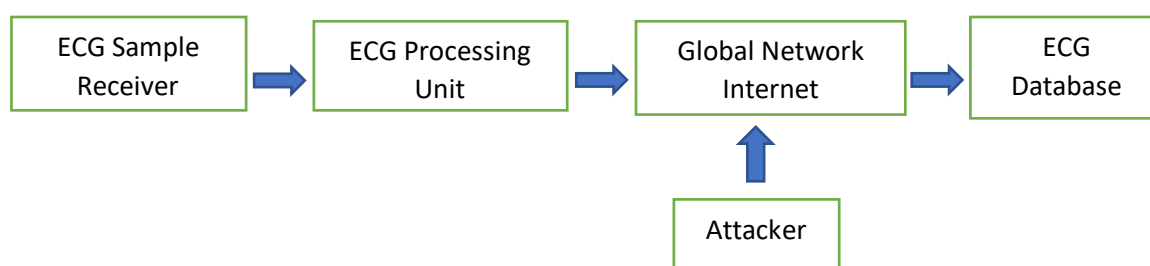 ECG Sample
Receiver
ECG Processing
Unit
Global Network
Internet
ECG
Database
Attacker